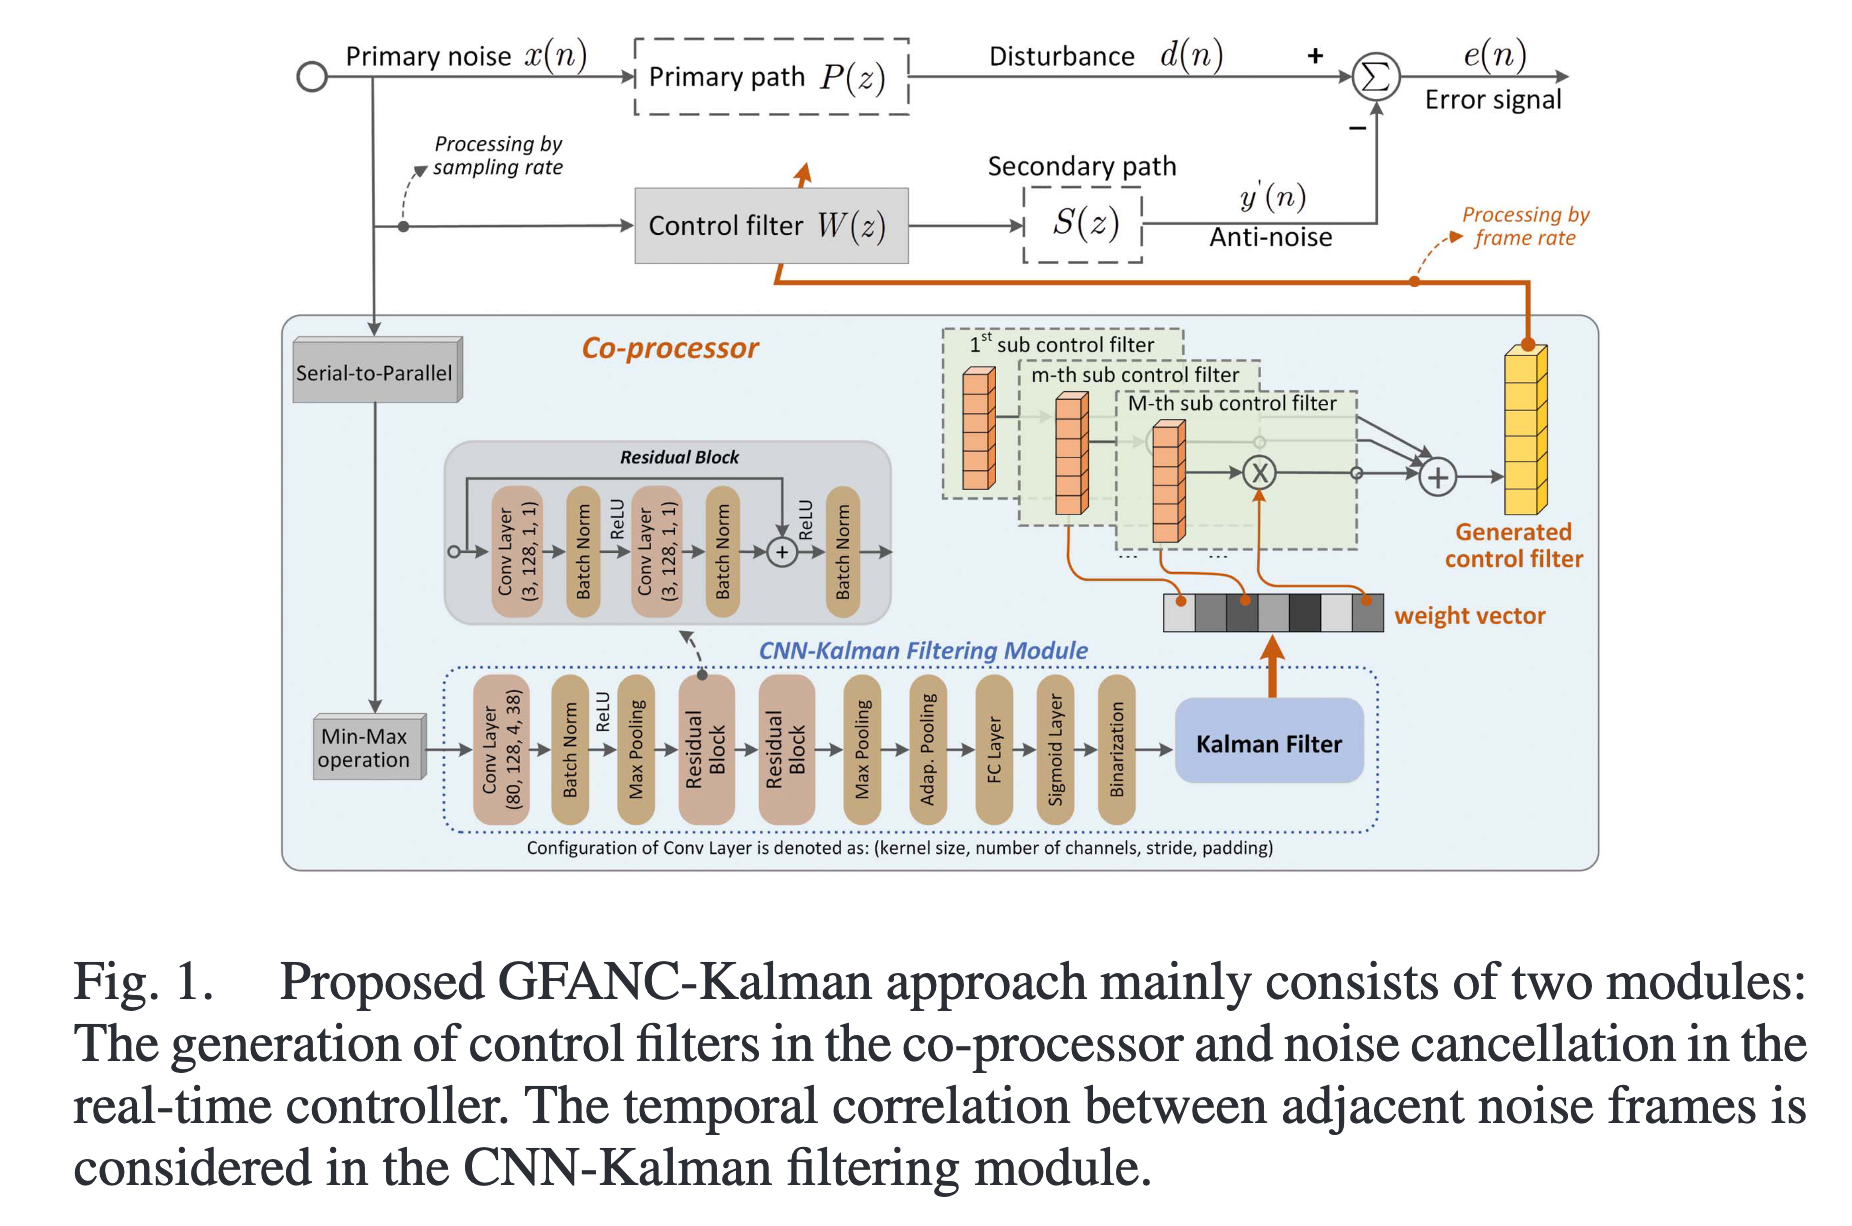 Primary noise x(n)
Primary path P(z)
Disturbance d(n)
+
Σ
e(n)
Error signal
−
Processing by
sampling rate
Control filter W(z)
Secondary path
S(z)
y'(n)
Anti-noise
Processing by
frame rate
Co-processor
Serial-to-Parallel
1st sub control filter
m-th sub control filter
M-th sub control filter
X
+
Generated
control filter
... ...
weight vector
Residual Block
Conv Layer
(3, 128, 1, 1)
Batch Norm
ReLU
Conv Layer
(3, 128, 1, 1)
Batch Norm
+
ReLU
Batch Norm
CNN-Kalman Filtering Module
Min-Max
operation
Conv Layer
(80, 128, 4, 38)
Batch Norm
ReLU
Max Pooling
Residual
Block
Residual
Block
Max Pooling
Adap. Pooling
FC Layer
Sigmoid Layer
Binarization
Kalman Filter
Configuration of Conv Layer is denoted as: (kernel size, number of channels, stride, padding)
Fig. 1. Proposed GFANC-Kalman approach mainly consists of two modules:
The generation of control filters in the co-processor and noise cancellation in the
real-time controller. The temporal correlation between adjacent noise frames is
considered in the CNN-Kalman filtering module.